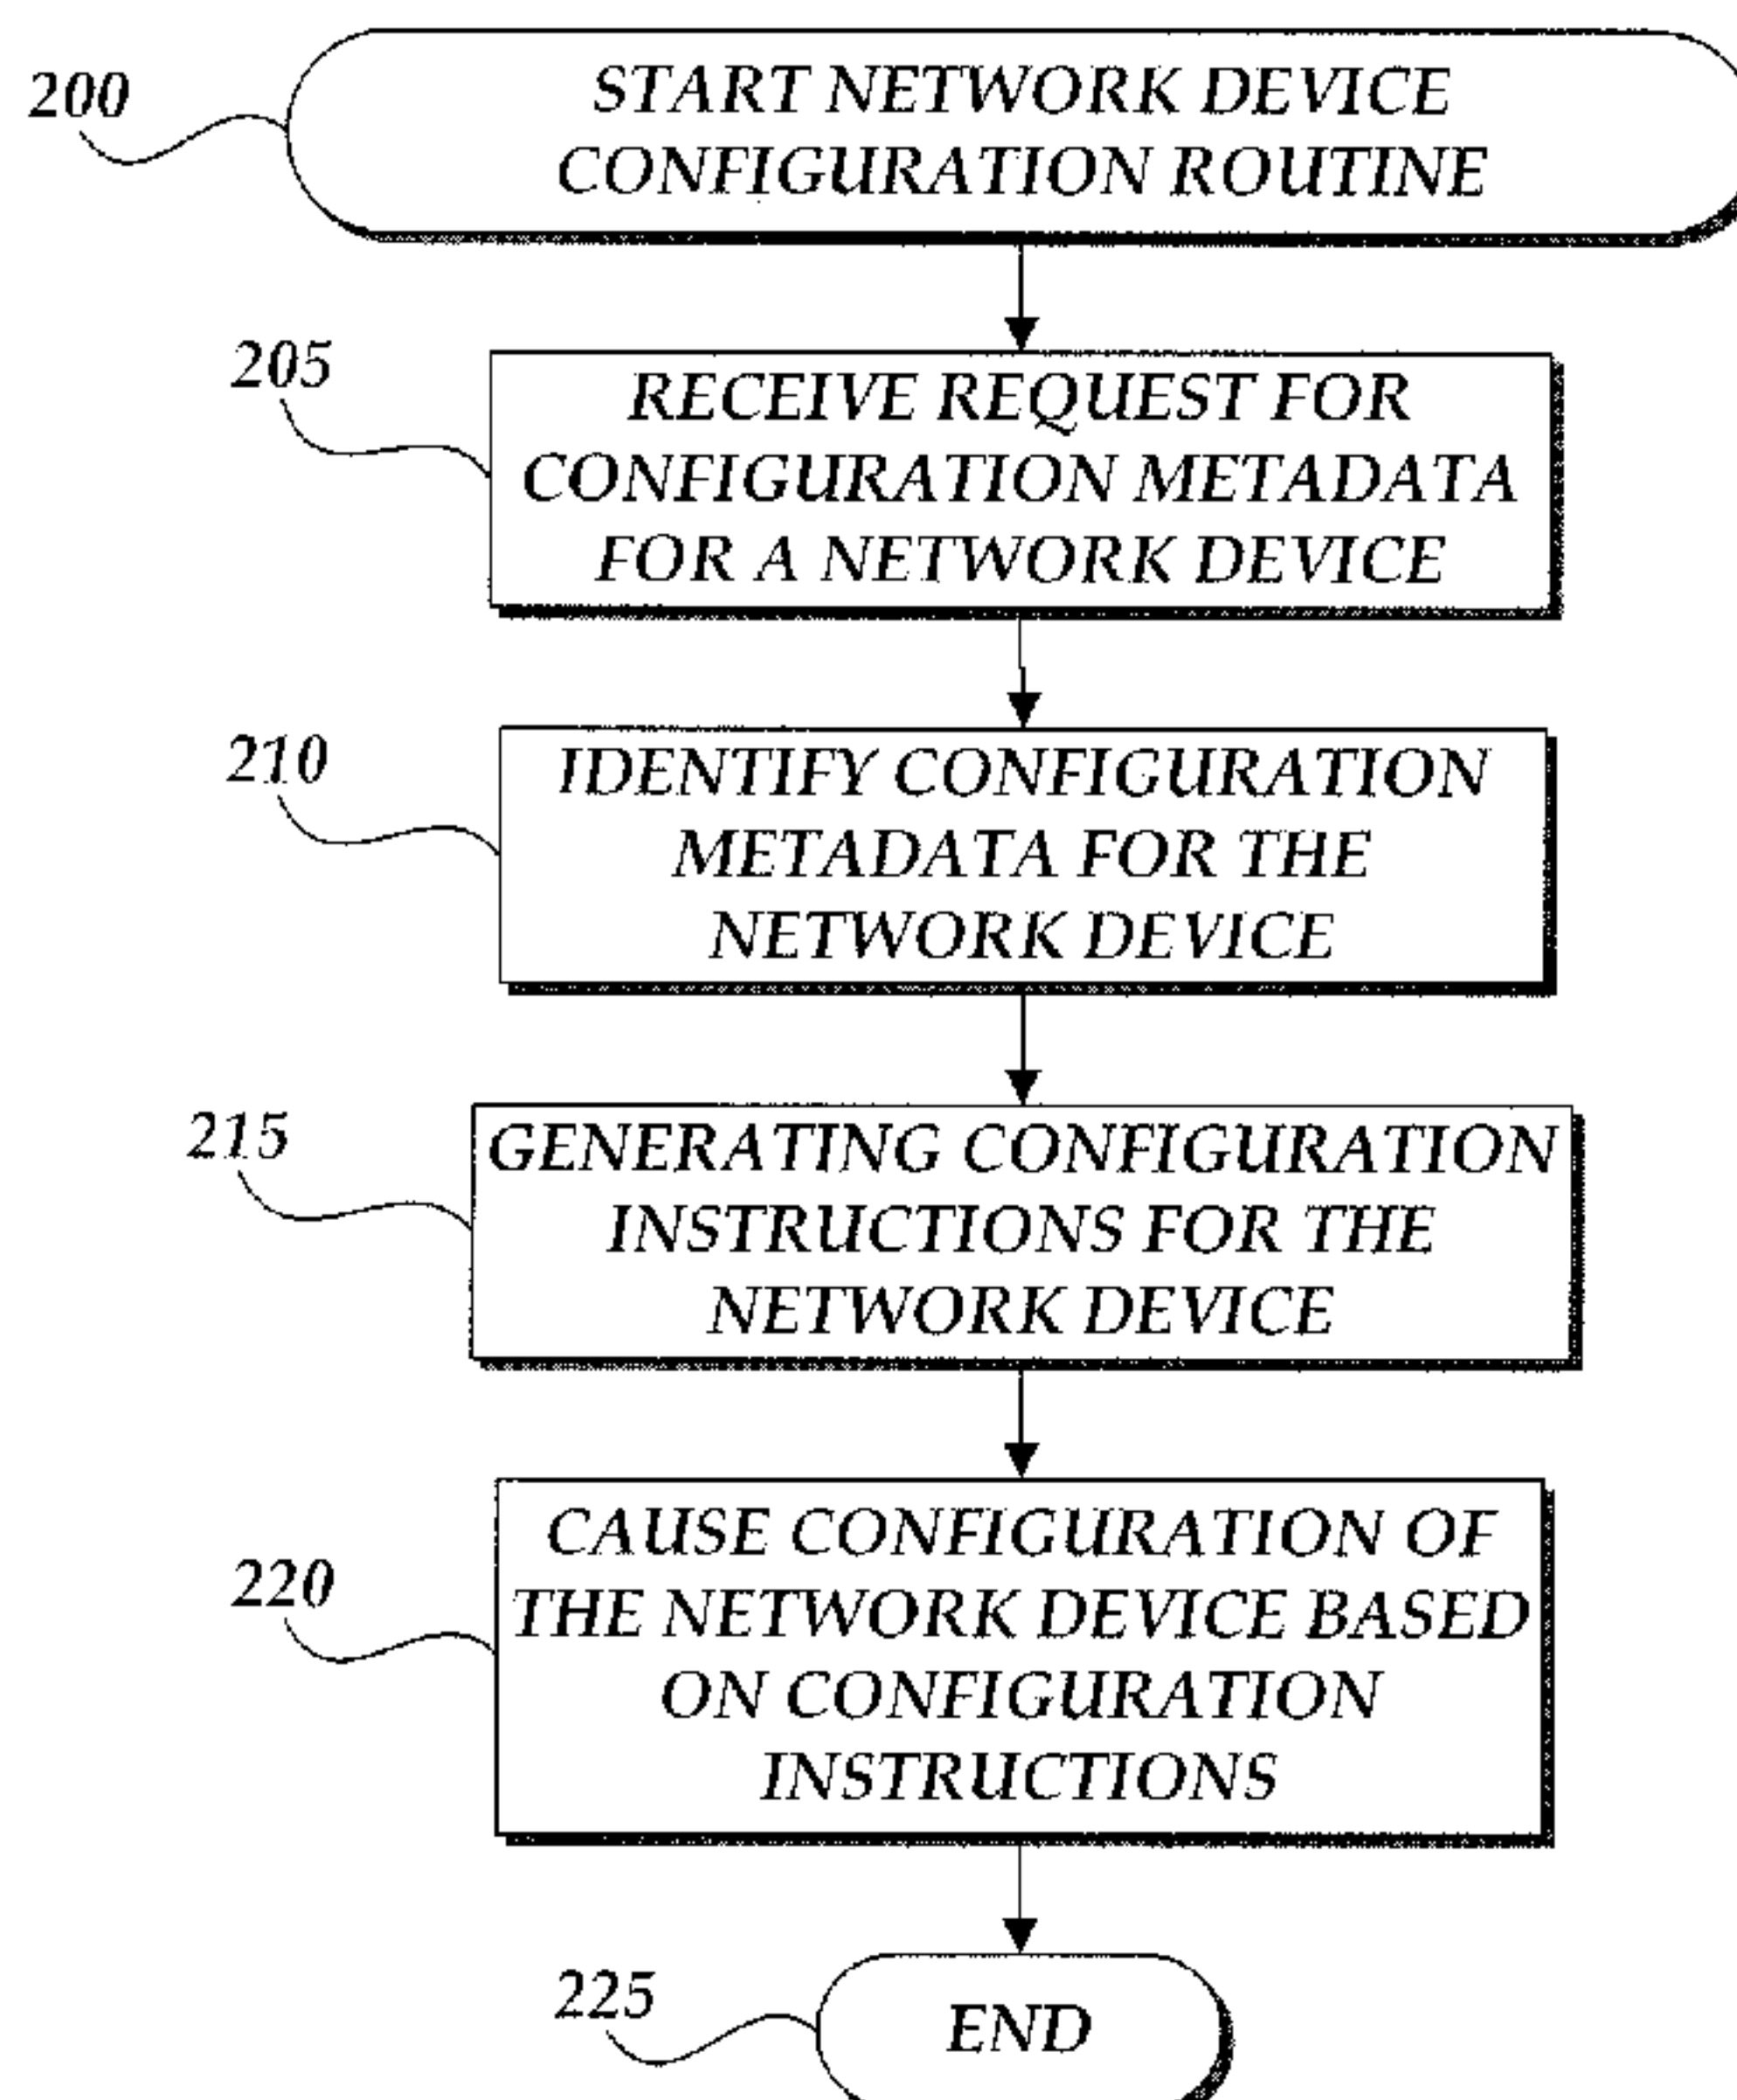 200
START NETWORK DEVICE
CONFIGURATION ROUTINE
205
RECEIVE REQUEST FOR
CONFIGURATION METADATA
FOR A NETWORK DEVICE
210
IDENTIFY CONFIGURATION
METADATA FOR THE
NETWORK DEVICE
215
GENERATING CONFIGURATION
INSTRUCTIONS FOR THE
NETWORK DEVICE
220
CAUSE CONFIGURATION OF
THE NETWORK DEVICE BASED
ON CONFIGURATION
INSTRUCTIONS
225
END